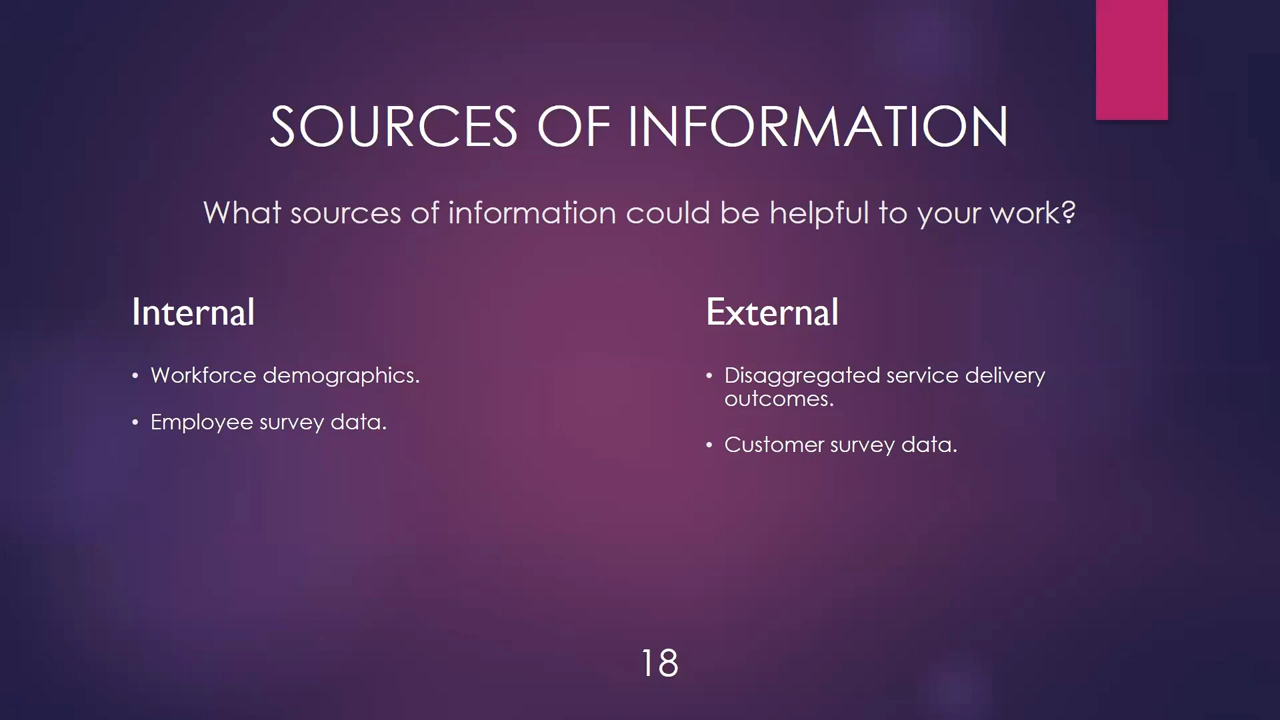 SOURCES OF INFORMATION
What sources of information could be helpful to your work?
Internal
• Workforce demographics.
• Employee survey data.
External
• Disaggregated service delivery
outcomes.
• Customer survey data.
18